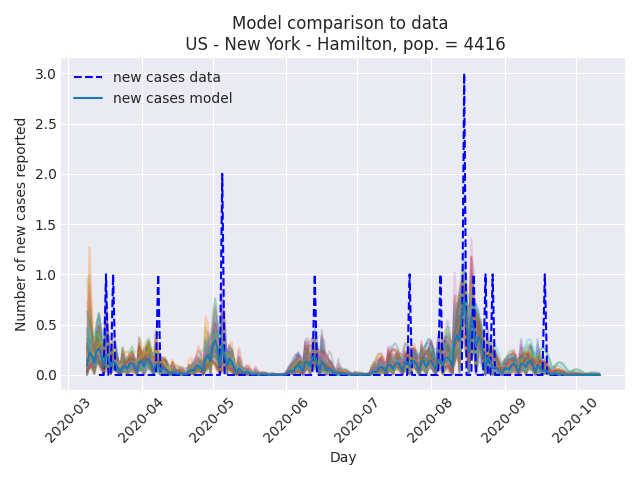 Model comparison to data
US - New York - Hamilton, pop. = 4416
new cases data
new cases model
Number of new cases reported
3.0
2.5
2.0
1.5
1.0
0.5
0.0
2020-03
2020-04
2020-05
2020-06
2020-07
2020-08
2020-09
2020-10
Day